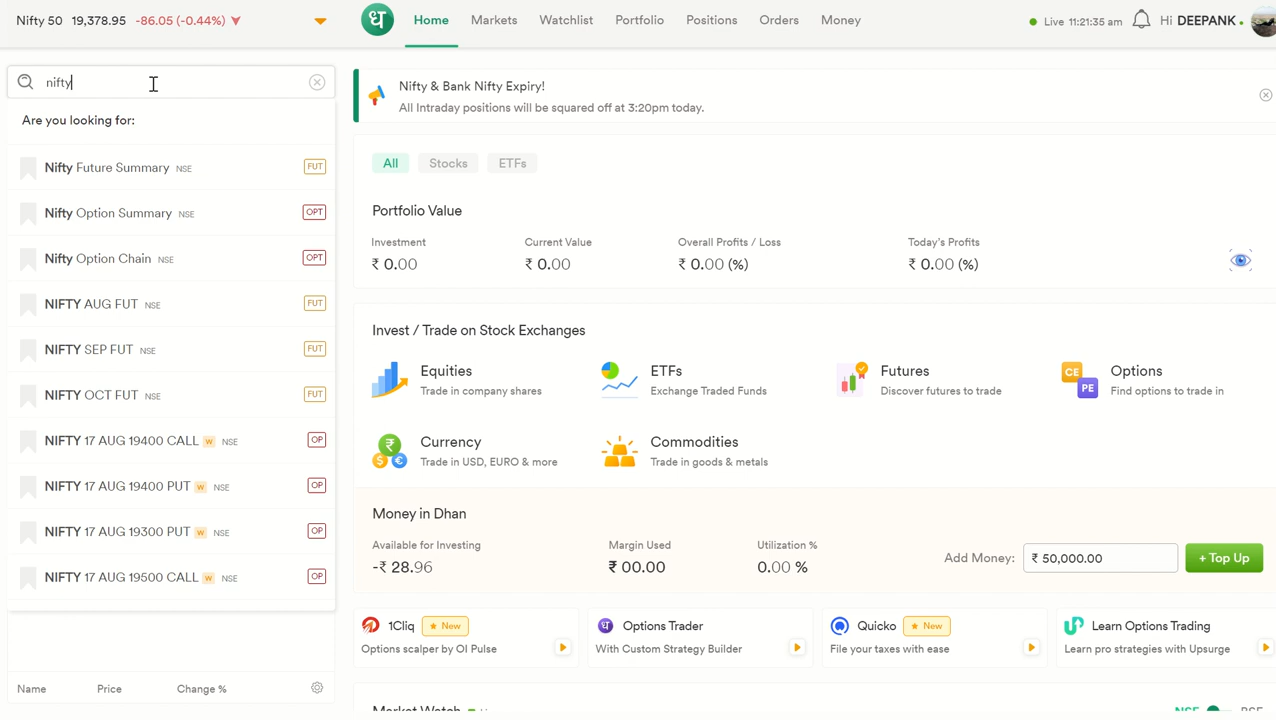 Nifty 50 19,378.95 -86.05 (-0.44%)
ध
Home Markets Watchlist Portfolio Positions Orders Money
Live 11:21:35 am Hi DEEPANK
nifty
Are you looking for:
Nifty Future Summary NSE FUT
Nifty Option Summary NSE OPT
Nifty Option Chain NSE OPT
NIFTY AUG FUT NSE FUT
NIFTY SEP FUT NSE FUT
NIFTY OCT FUT NSE FUT
NIFTY 17 AUG 19400 CALL W NSE OP
NIFTY 17 AUG 19400 PUT W NSE OP
NIFTY 17 AUG 19300 PUT W NSE OP
NIFTY 17 AUG 19500 CALL W NSE OP
Name Price Change %
Nifty & Bank Nifty Expiry!
All Intraday positions will be squared off at 3:20pm today.
All Stocks ETFs
Portfolio Value
Investment Current Value Overall Profits / Loss Today's Profits
₹ 0.00 ₹ 0.00 ₹ 0.00 (%) ₹ 0.00 (%)
Invest / Trade on Stock Exchanges
Equities ETFs Futures CE PE Options
Trade in company shares Exchange Traded Funds Discover futures to trade Find options to trade in
Currency Commodities
Trade in USD, EURO & more Trade in goods & metals
Money in Dhan
Available for Investing Margin Used Utilization %
-₹ 28.96 ₹ 00.00 0.00 % Add Money: ₹ 50,000.00 + Top Up
1Cliq New ध Options Trader Quicko New Learn Options Trading
Options scalper by OI Pulse With Custom Strategy Builder File your taxes with ease Learn pro strategies with Upsurge
Market Watch NSE BSE